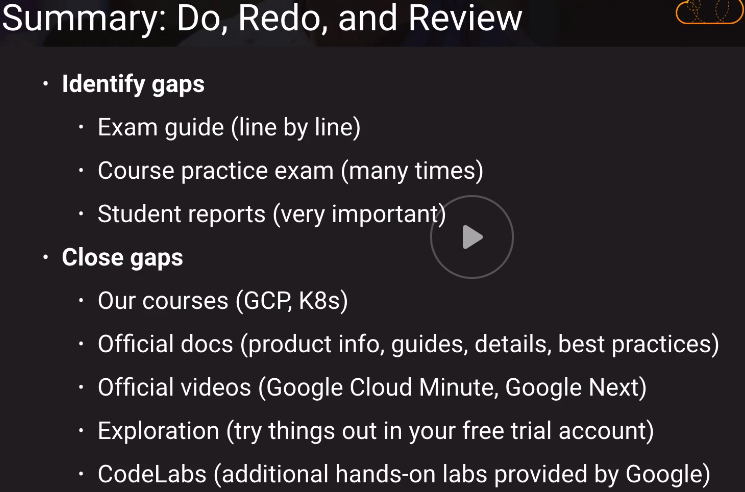 Summary: Do, Redo, and Review
· Identify gaps
· Exam guide (line by line)
· Course practice exam (many times)
· Student reports (very important)
· Close gaps
· Our courses (GCP, K8s)
· Official docs (product info, guides, details, best practices)
· Official videos (Google Cloud Minute, Google Next)
· Exploration (try things out in your free trial account)
· CodeLabs (additional hands-on labs provided by Google)